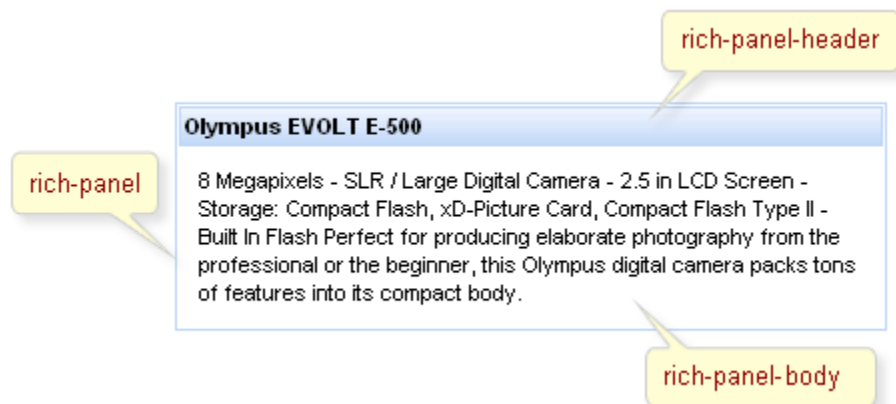 rich-panel-header
Olympus EVOLT E-500
rich-panel
8 Megapixels - SLR / Large Digital Camera - 2.5 in LCD Screen -
Storage: Compact Flash, xD-Picture Card, Compact Flash Type II -
Built In Flash Perfect for producing elaborate photography from the
professional or the beginner, this Olympus digital camera packs tons
of features into its compact body.
rich-panel-body